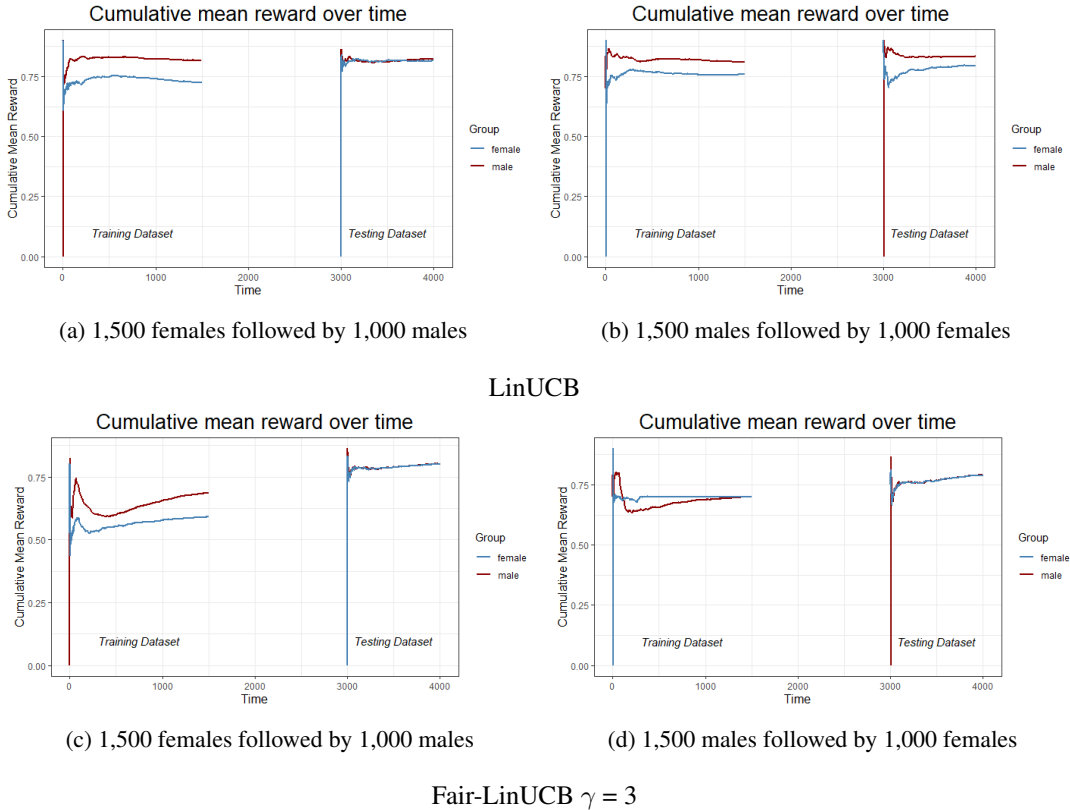 Cumulative mean reward over time
Cumulative Mean Reward
0.75
0.50
0.25
0.00
Training Dataset
Testing Dataset
0 1000 2000 3000 4000
Time
Group
female
male
(a) 1,500 females followed by 1,000 males
Cumulative mean reward over time
Cumulative Mean Reward
0.75
0.50
0.25
0.00
Training Dataset
Testing Dataset
0 1000 2000 3000 4000
Time
Group
female
male
(b) 1,500 males followed by 1,000 females
LinUCB
Cumulative mean reward over time
Cumulative Mean Reward
0.75
0.50
0.25
0.00
Training Dataset
Testing Dataset
0 1000 2000 3000 4000
Time
Group
female
male
(c) 1,500 females followed by 1,000 males
Cumulative mean reward over time
Cumulative Mean Reward
0.75
0.50
0.25
0.00
Training Dataset
Testing Dataset
0 1000 2000 3000 4000
Time
Group
female
male
(d) 1,500 males followed by 1,000 females
Fair-LinUCB γ = 3